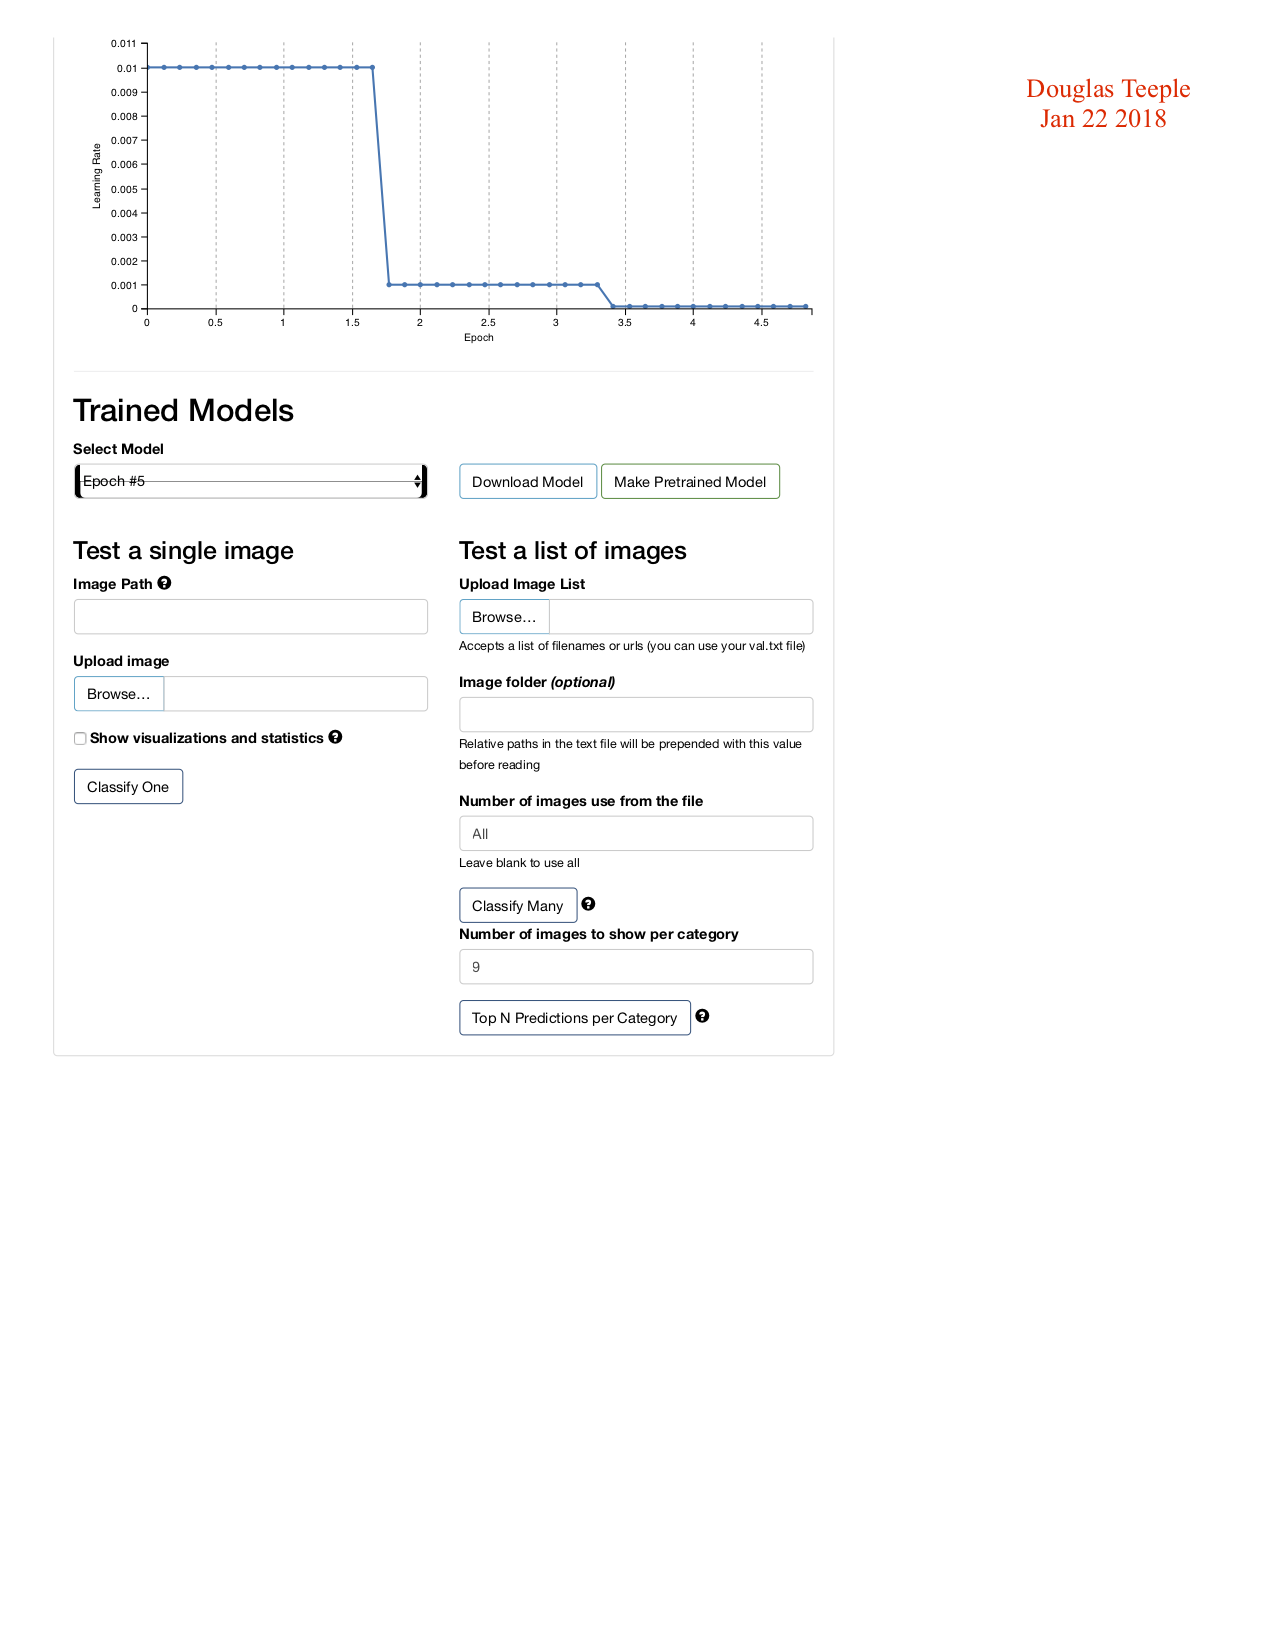 0.011
0.01
0.009
0.008
0.007
0.006
0.005
0.004
0.003
0.002
0.001
0
Learning Rate
0 0.5 1 1.5 2 2.5 3 3.5 4 4.5
Epoch
Douglas Teeple
Jan 22 2018
Trained Models
Select Model
Epoch #5
Download Model Make Pretrained Model
Test a single image
Image Path ?
Upload image
Browse...
Show visualizations and statistics ?
Classify One
Test a list of images
Upload Image List
Browse...
Accepts a list of filenames or urls (you can use your val.txt file)
Image folder (optional)
Relative paths in the text file will be prepended with this value
before reading
Number of images use from the file
All
Leave blank to use all
Classify Many ?
Number of images to show per category
9
Top N Predictions per Category ?